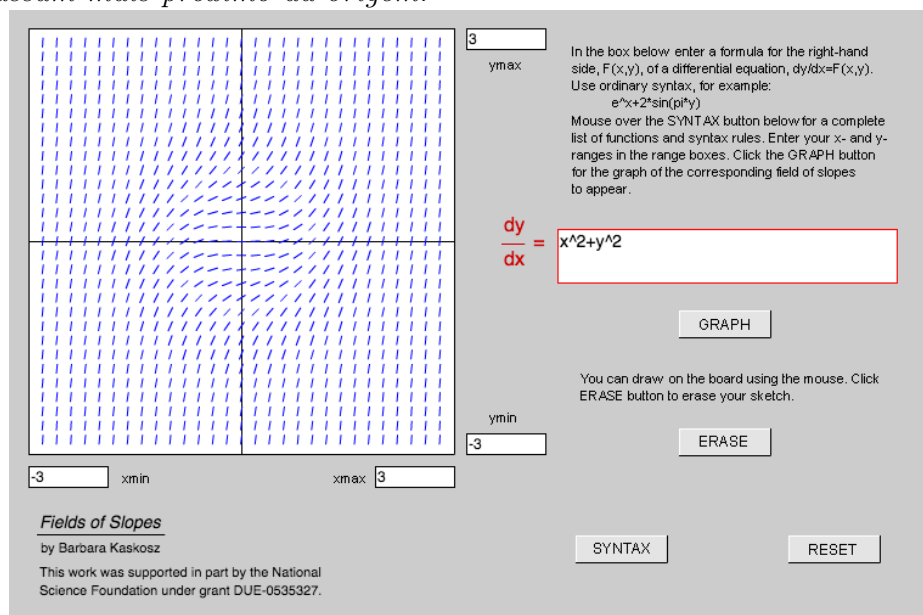 mais próximo da origem.
3
ymax
In the box below enter a formula for the right-hand
side, F(x,y), of a differential equation, dy/dx=F(x,y).
Use ordinary syntax, for example:
e^x+2*sin(pi*y)
Mouse over the SYNTAX button below for a complete
list of functions and syntax rules. Enter your x- and y-
ranges in the range boxes. Click the GRAPH button
for the graph of the corresponding field of slopes
to appear.
dy
dx
=
x^2+y^2
GRAPH
You can draw on the board using the mouse. Click
ERASE button to erase your sketch.
ymin
-3
ERASE
-3
xmin
xmax
3
Fields of Slopes
by Barbara Kaskosz
This work was supported in part by the National
Science Foundation under grant DUE-0535327.
SYNTAX
RESET